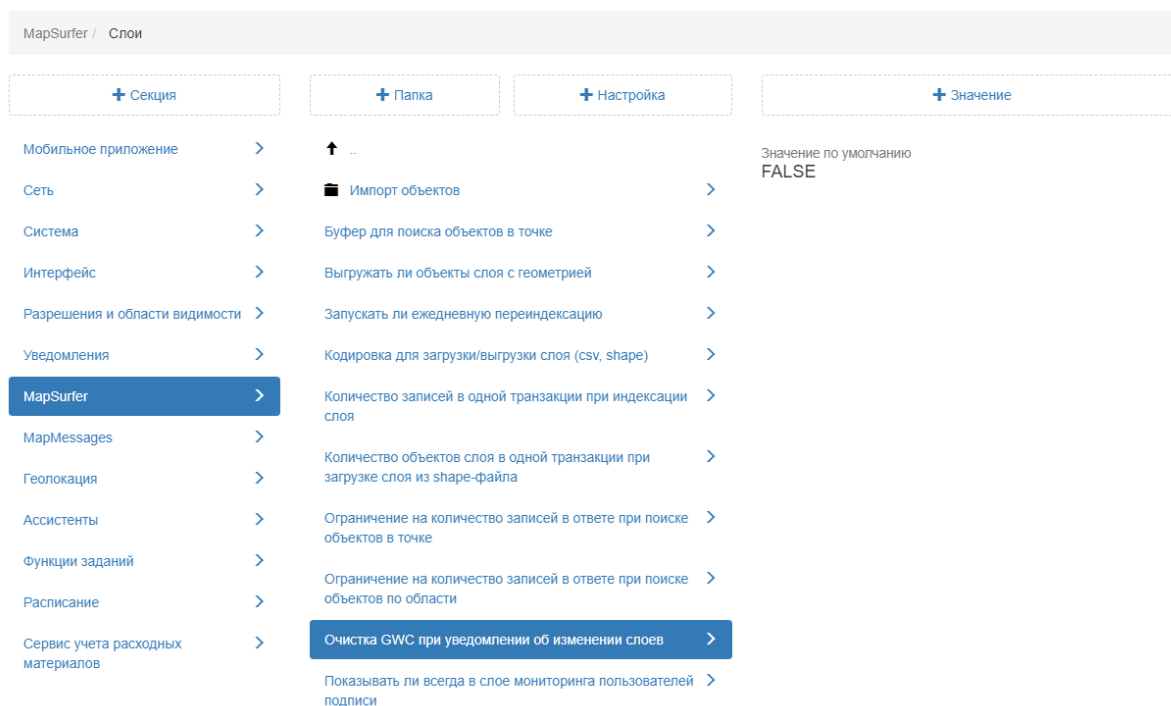 MapSurfer / Слои
+ Секция
+ Папка
+ Настройка
+ Значение
Мобильное приложение
Сеть
Система
Интерфейс
Разрешения и области видимости
Уведомления
MapSurfer
MapMessages
Геолокация
Ассистенты
Функции заданий
Расписание
Сервис учета расходных
материалов
..
Импорт объектов
Буфер для поиска объектов в точке
Выгружать ли объекты слоя с геометрией
Запускать ли ежедневную переиндексацию
Кодировка для загрузки/выгрузки слоя (csv, shape)
Количество записей в одной транзакции при индексации
слоя
Количество объектов слоя в одной транзакции при
загрузке слоя из shape-файла
Ограничение на количество записей в ответе при поиске
объектов в точке
Ограничение на количество записей в ответе при поиске
объектов по области
Очистка GWC при уведомлении об изменении слоев
Показывать ли всегда в слое мониторинга пользователей
подписи
Значение по умолчанию
FALSE